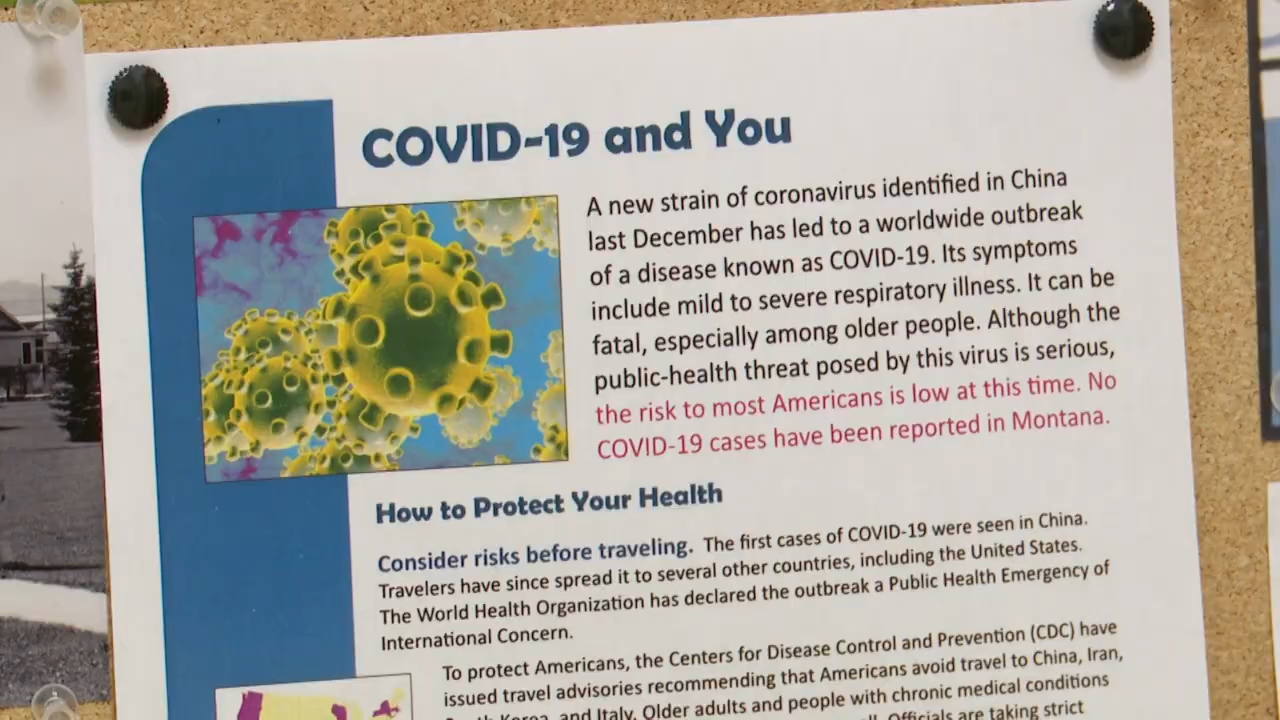 COVID-19 and You
A new strain of coronavirus identified in China
last December has led to a worldwide outbreak
of a disease known as COVID-19. Its symptoms
include mild to severe respiratory illness. It can be
fatal, especially among older people. Although the
public-health threat posed by this virus is serious,
the risk to most Americans is low at this time. No
COVID-19 cases have been reported in Montana.
How to Protect Your Health
Consider risks before traveling. The first cases of COVID-19 were seen in China.
Travelers have since spread it to several other countries, including the United States.
The World Health Organization has declared the outbreak a Public Health Emergency of
International Concern.
To protect Americans, the Centers for Disease Control and Prevention (CDC) have
issued travel advisories recommending that Americans avoid travel to China, Iran,
South Korea, and Italy. Older adults and people with chronic medical conditions
Officials are taking strict